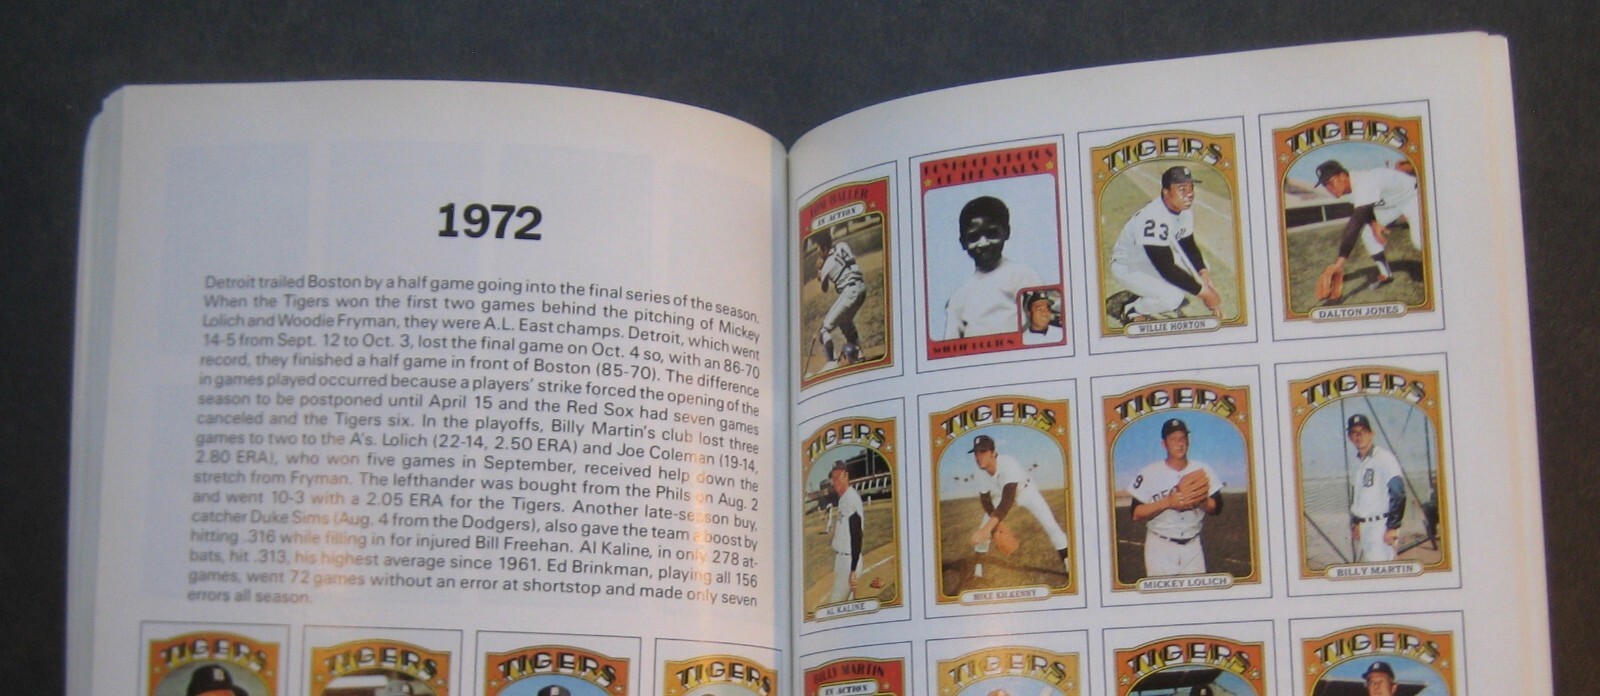 1972
Detroit trailed Boston by a half game going into the final series of the season.
When the Tigers won the first two games behind the pitching of Mickey
Lolich and Woodie Fryman, they were A.L. East champs. Detroit, which went
14-5 from Sept. 12 to Oct. 3, lost the final game on Oct. 4 so, with an 86-70
record, they finished a half game in front of Boston (85-70). The difference
in games played occurred because a players' strike forced the opening of the
season to be postponed until April 15 and the Red Sox had seven games
canceled and the Tigers six. In the playoffs, Billy Martin's club lost three
games to two to the A's. Lolich (22-14, 2.50 ERA) and Joe Coleman (19-14,
2.80 ERA), who won five games in September, received help down the
stretch from Fryman. The lefthander was bought from the Phils on Aug. 2
and went 10-3 with a 2.05 ERA for the Tigers. Another late-season buy,
catcher Duke Sims (Aug. 4 from the Dodgers), also gave the team a boost by
hitting .316 while filling in for injured Bill Freehan. Al Kaline, in only 278 at-
bats, hit .313, his highest average since 1961. Ed Brinkman, playing all 156
games, went 72 games without an error at shortstop and made only seven
errors all season.
TIGERS
TIGERS
TIGERS
TIGERS
TOM HALLER
IN ACTION
14
BOYHOOD PHOTOS
OF THE STARS
WILLIE HORTON
TIGERS
23
WILLIE HORTON
TIGERS
DALTON JONES
TIGERS
AL KALINE
TIGERS
MIKE KILKENNY
TIGERS
9
MICKEY LOLICH
TIGERS
BILLY MARTIN
BILLY MARTIN
IN ACTION
TIGERS
TIGERS
TIGERS